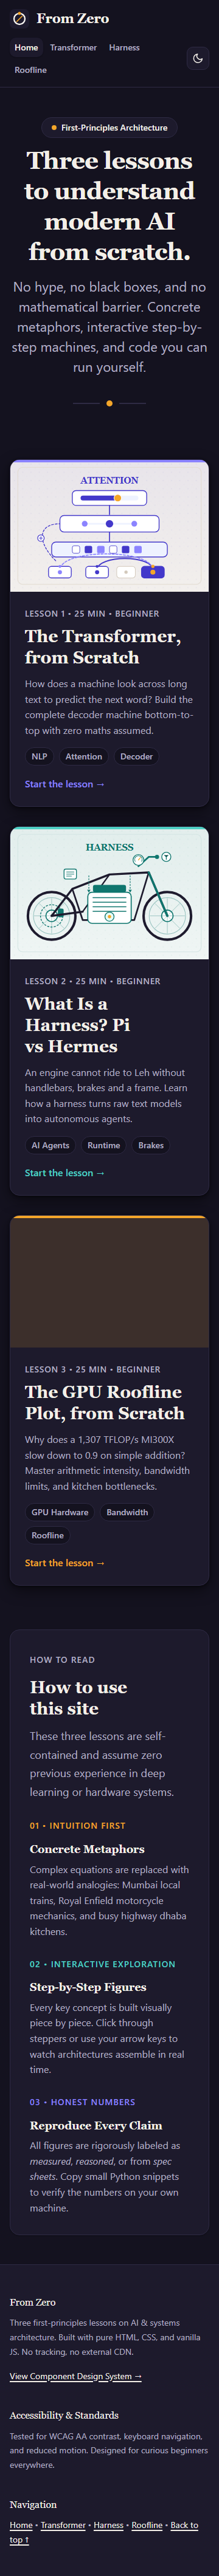 From Zero
Home Transformer Harness
Roofline
First-Principles Architecture
Three lessons
to understand
modern AI
from scratch.
No hype, no black boxes, and no
mathematical barrier. Concrete
metaphors, interactive step-by-
step machines, and code you can
run yourself.
ATTENTION
LESSON 1 • 25 MIN • BEGINNER
The Transformer,
from Scratch
How does a machine look across long
text to predict the next word? Build the
complete decoder machine bottom-to-
top with zero maths assumed.
NLP Attention Decoder
Start the lesson →
HARNESS
LESSON 2 • 25 MIN • BEGINNER
What Is a
Harness? Pi
vs Hermes
An engine cannot ride to Leh without
handlebars, brakes and a frame. Learn
how a harness turns raw text models
into autonomous agents.
AI Agents Runtime Brakes
Start the lesson →
LESSON 3 • 25 MIN • BEGINNER
The GPU Roofline
Plot, from Scratch
Why does a 1,307 TFLOP/s MI300X
slow down to 0.9 on simple addition?
Master arithmetic intensity, bandwidth
limits, and kitchen bottlenecks.
GPU Hardware Bandwidth
Roofline
Start the lesson →
HOW TO READ
How to use
this site
These three lessons are self-
contained and assume zero
previous experience in deep
learning or hardware systems.
01 • INTUITION FIRST
Concrete Metaphors
Complex equations are replaced with
real-world analogies: Mumbai local
trains, Royal Enfield motorcycle
mechanics, and busy highway dhaba
kitchens.
02 • INTERACTIVE EXPLORATION
Step-by-Step Figures
Every key concept is built visually
piece by piece. Click through
steppers or use your arrow keys to
watch architectures assemble in real
time.
03 • HONEST NUMBERS
Reproduce Every Claim
All figures are rigorously labeled as
measured, reasoned, or from spec
sheets. Copy small Python snippets
to verify the numbers on your own
machine.
From Zero
Three first-principles lessons on AI & systems
architecture. Built with pure HTML, CSS, and vanilla
JS. No tracking, no external CDN.
View Component Design System →
Accessibility & Standards
Tested for WCAG AA contrast, keyboard navigation,
and reduced motion. Designed for curious beginners
everywhere.
Navigation
Home • Transformer • Harness • Roofline • Back to
top ↑